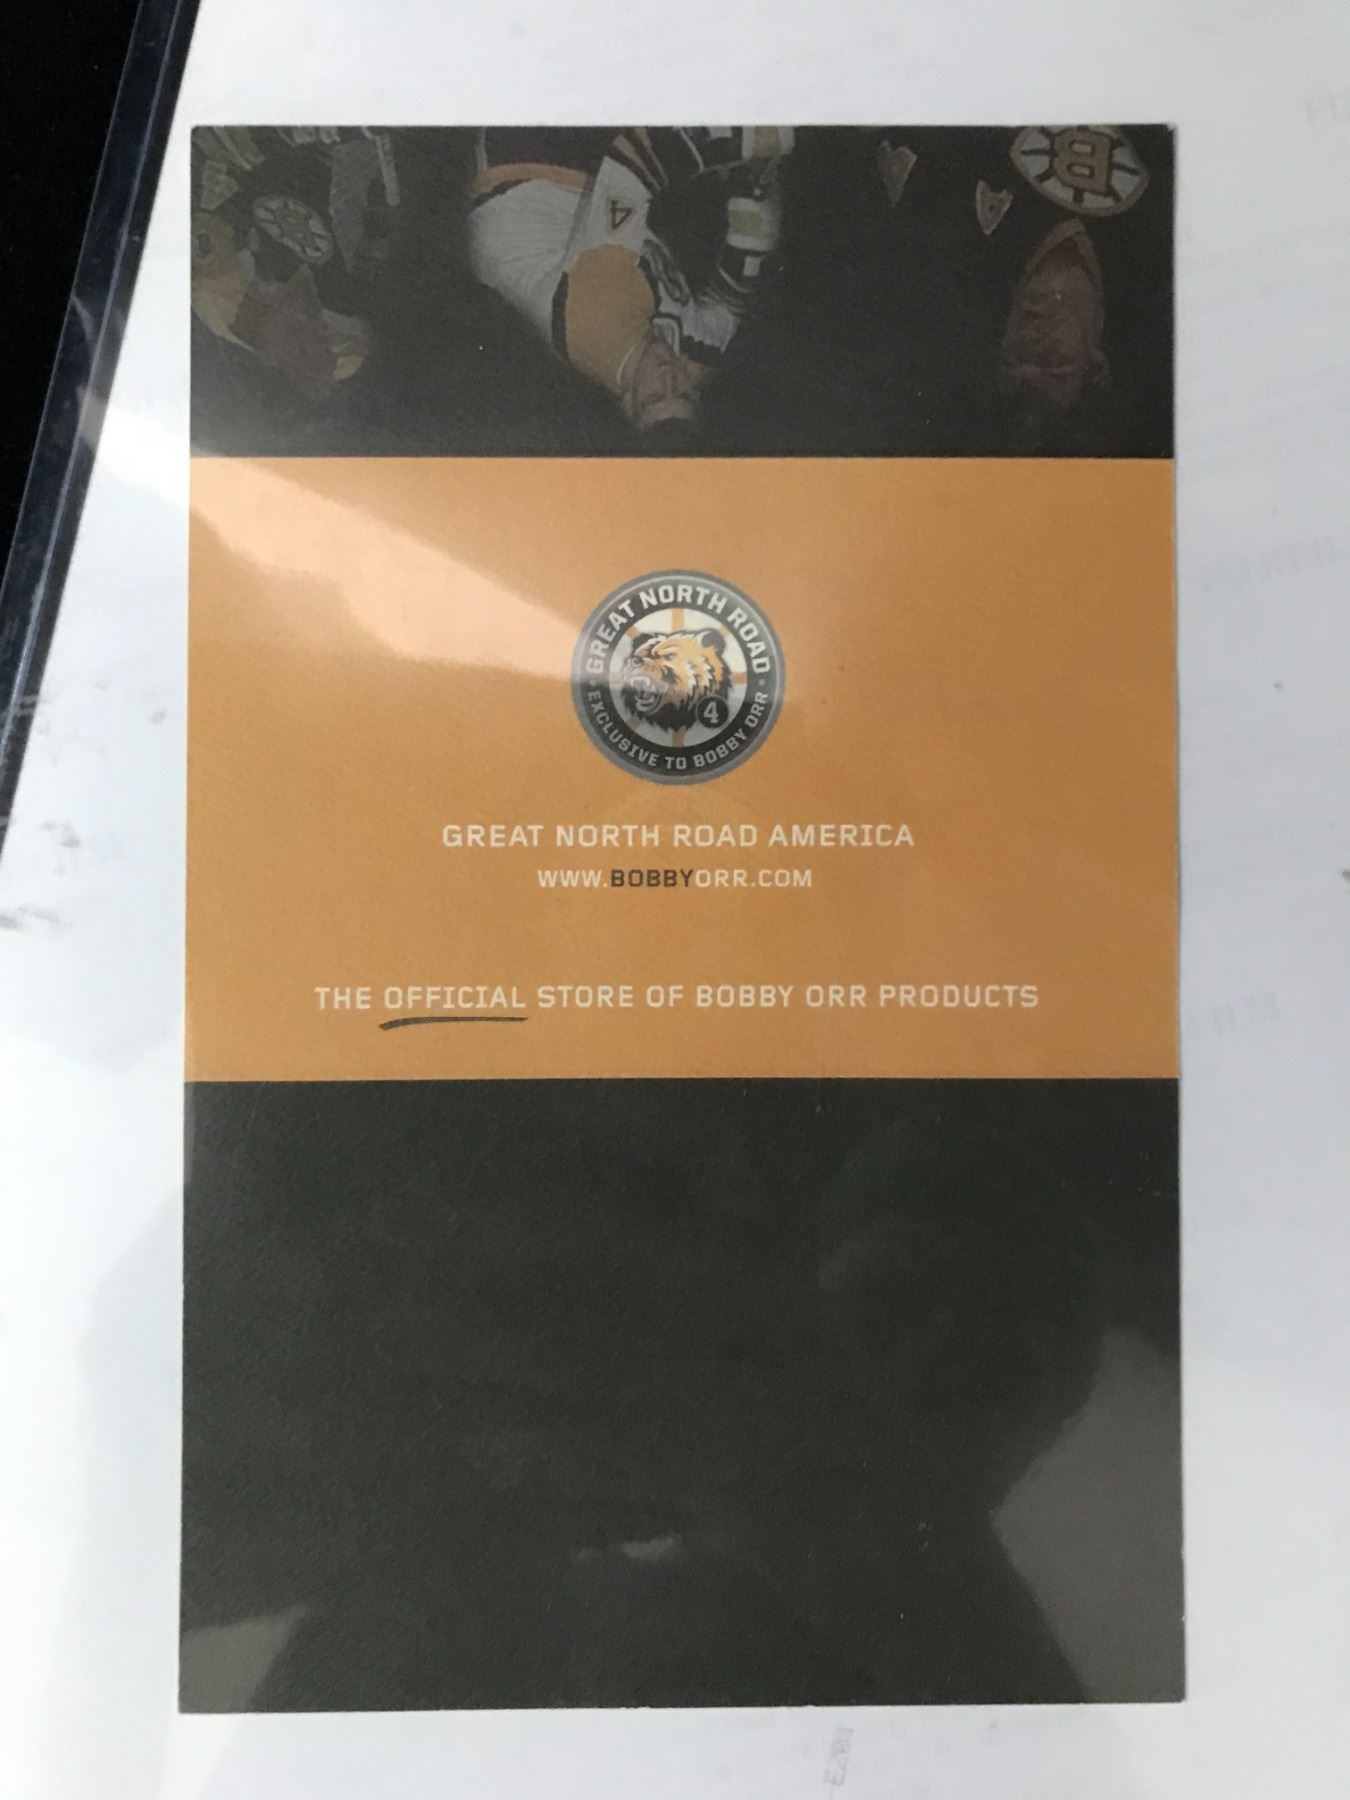 4
B
GREAT NORTH ROAD
4
EXCLUSIVE TO BOBBY ORR
GREAT NORTH ROAD AMERICA
WWW.BOBBYORR.COM
THE OFFICIAL STORE OF BOBBY ORR PRODUCTS